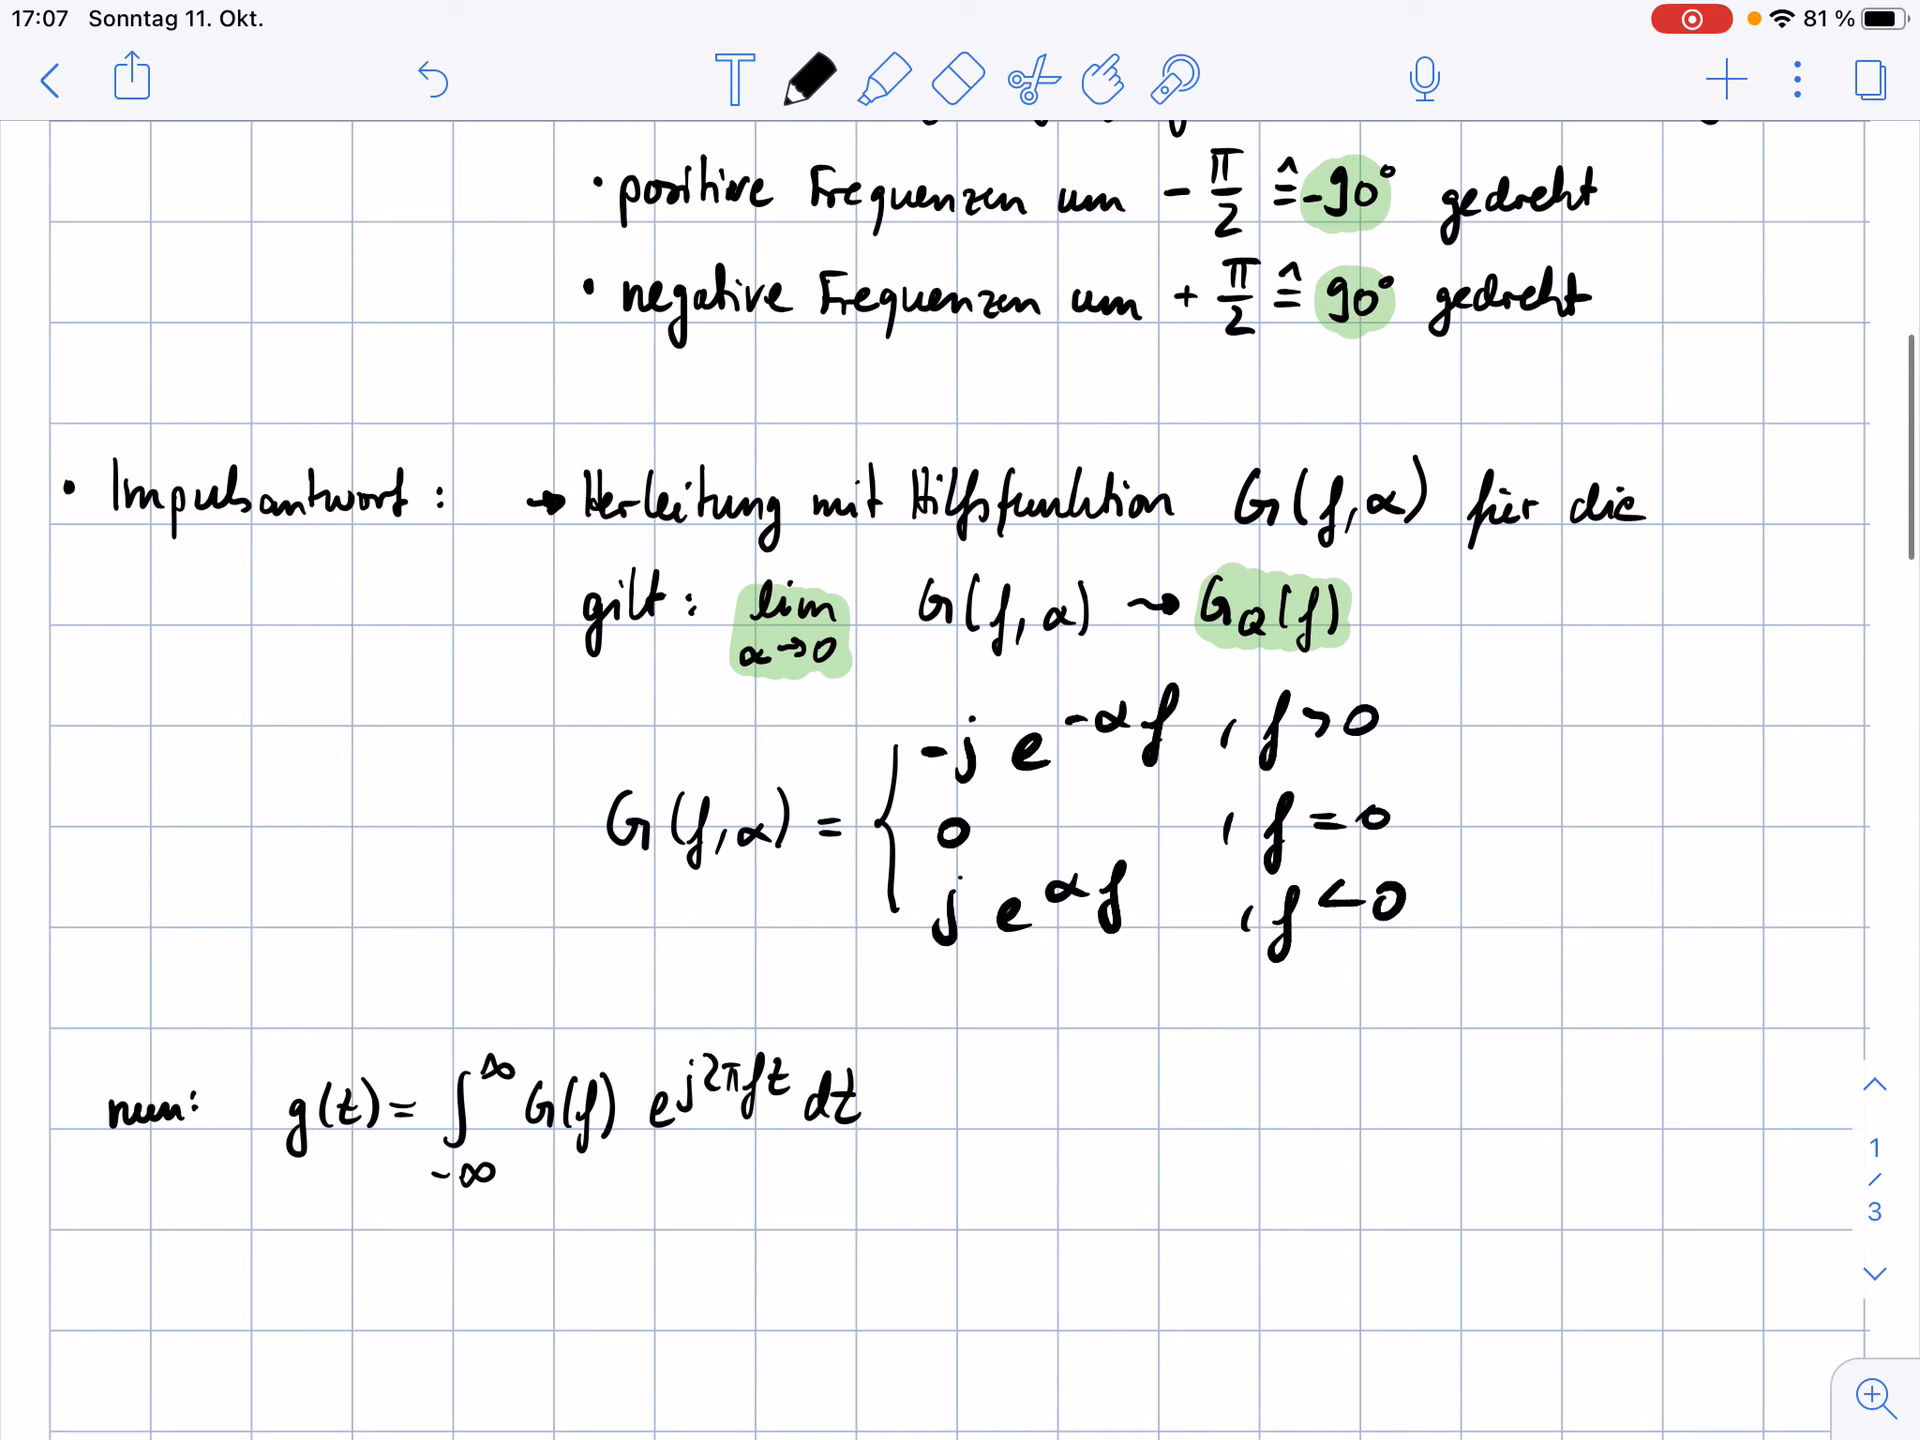 17:07 Sonntag 11. Okt. 81 %
• positive Frequenzen um - π/2 ≙ -90° gedreht
• negative Frequenzen um + π/2 ≙ 90° gedreht
• Impulsantwort : → Herleitung mit Hilfsfunktion G(f,α) für die
gilt : lim α→0 G(f,α) → G_Q(f)
G(f,α) = { -j e^{-αf} , f>0
0 , f=0
j e^{αf} , f<0
nun: g(t) = ∫_{-∞}^{∞} G(f) e^{j2πft} dt
1
/
3